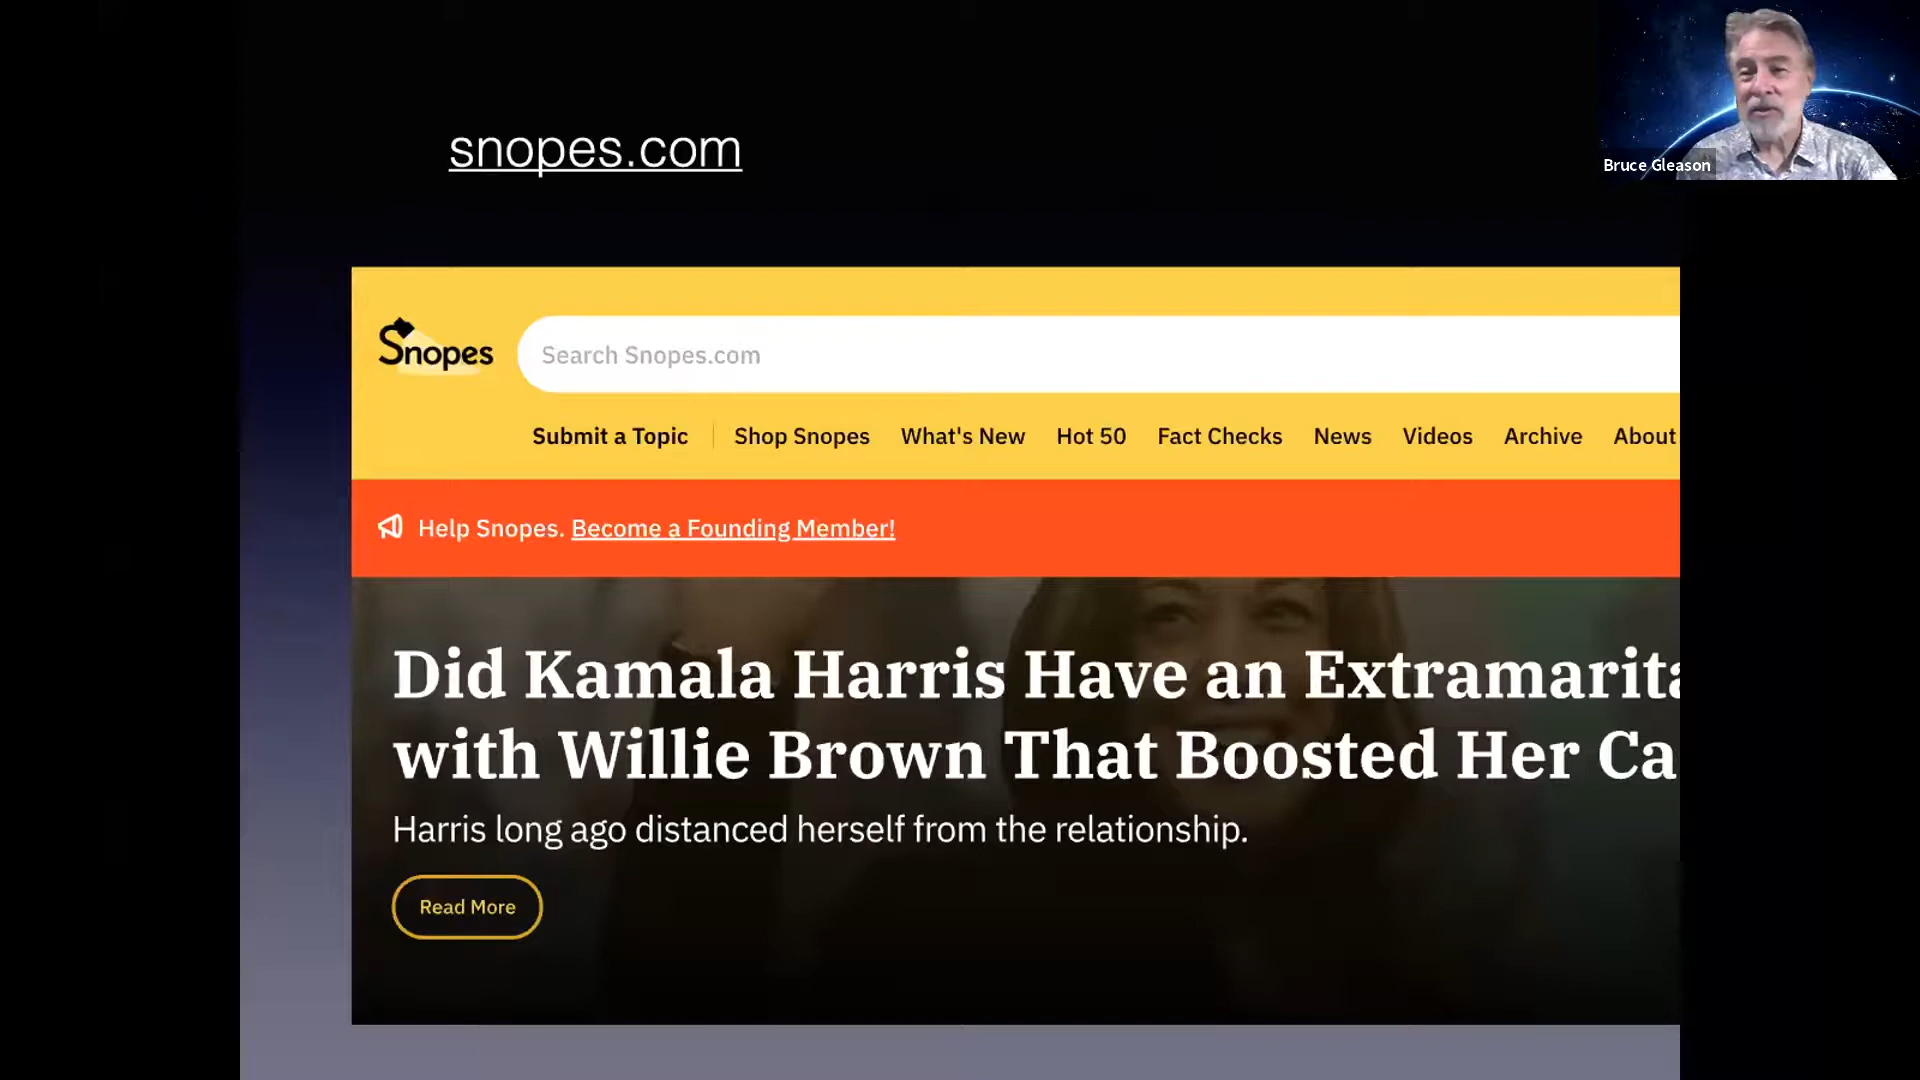 snopes.com
Bruce Gleason
Snopes
Search Snopes.com
Submit a Topic Shop Snopes What's New Hot 50 Fact Checks News Videos Archive About
Help Snopes. Become a Founding Member!
Did Kamala Harris Have an Extramarita
with Willie Brown That Boosted Her Ca
Harris long ago distanced herself from the relationship.
Read More